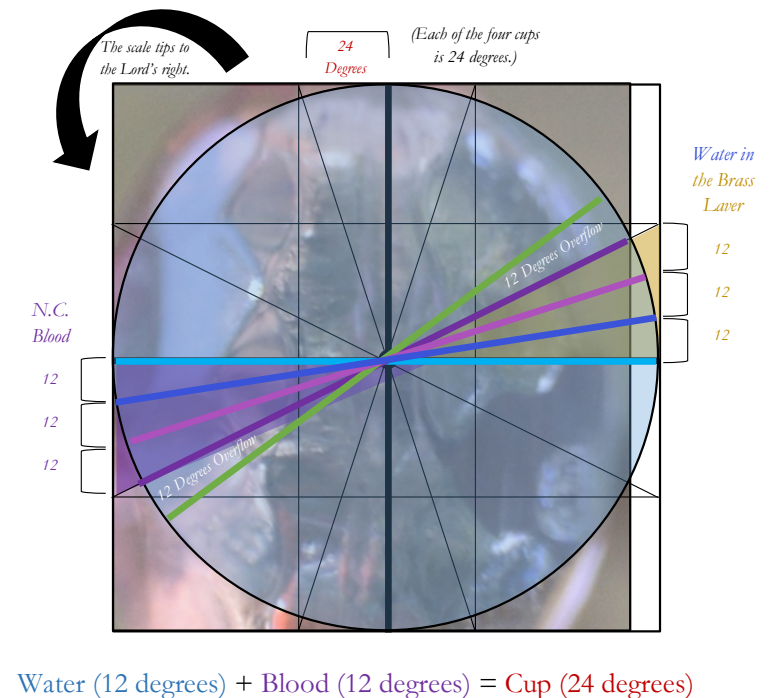 The scale tips to
the Lord's right.
24
Degrees
(Each of the four cups
is 24 degrees.)
Water in
the Brass
Laver
12
12
12
12 Degrees Overflow
N.C.
Blood
12
12
12
12 Degrees Overflow
Water (12 degrees) + Blood (12 degrees) = Cup (24 degrees)